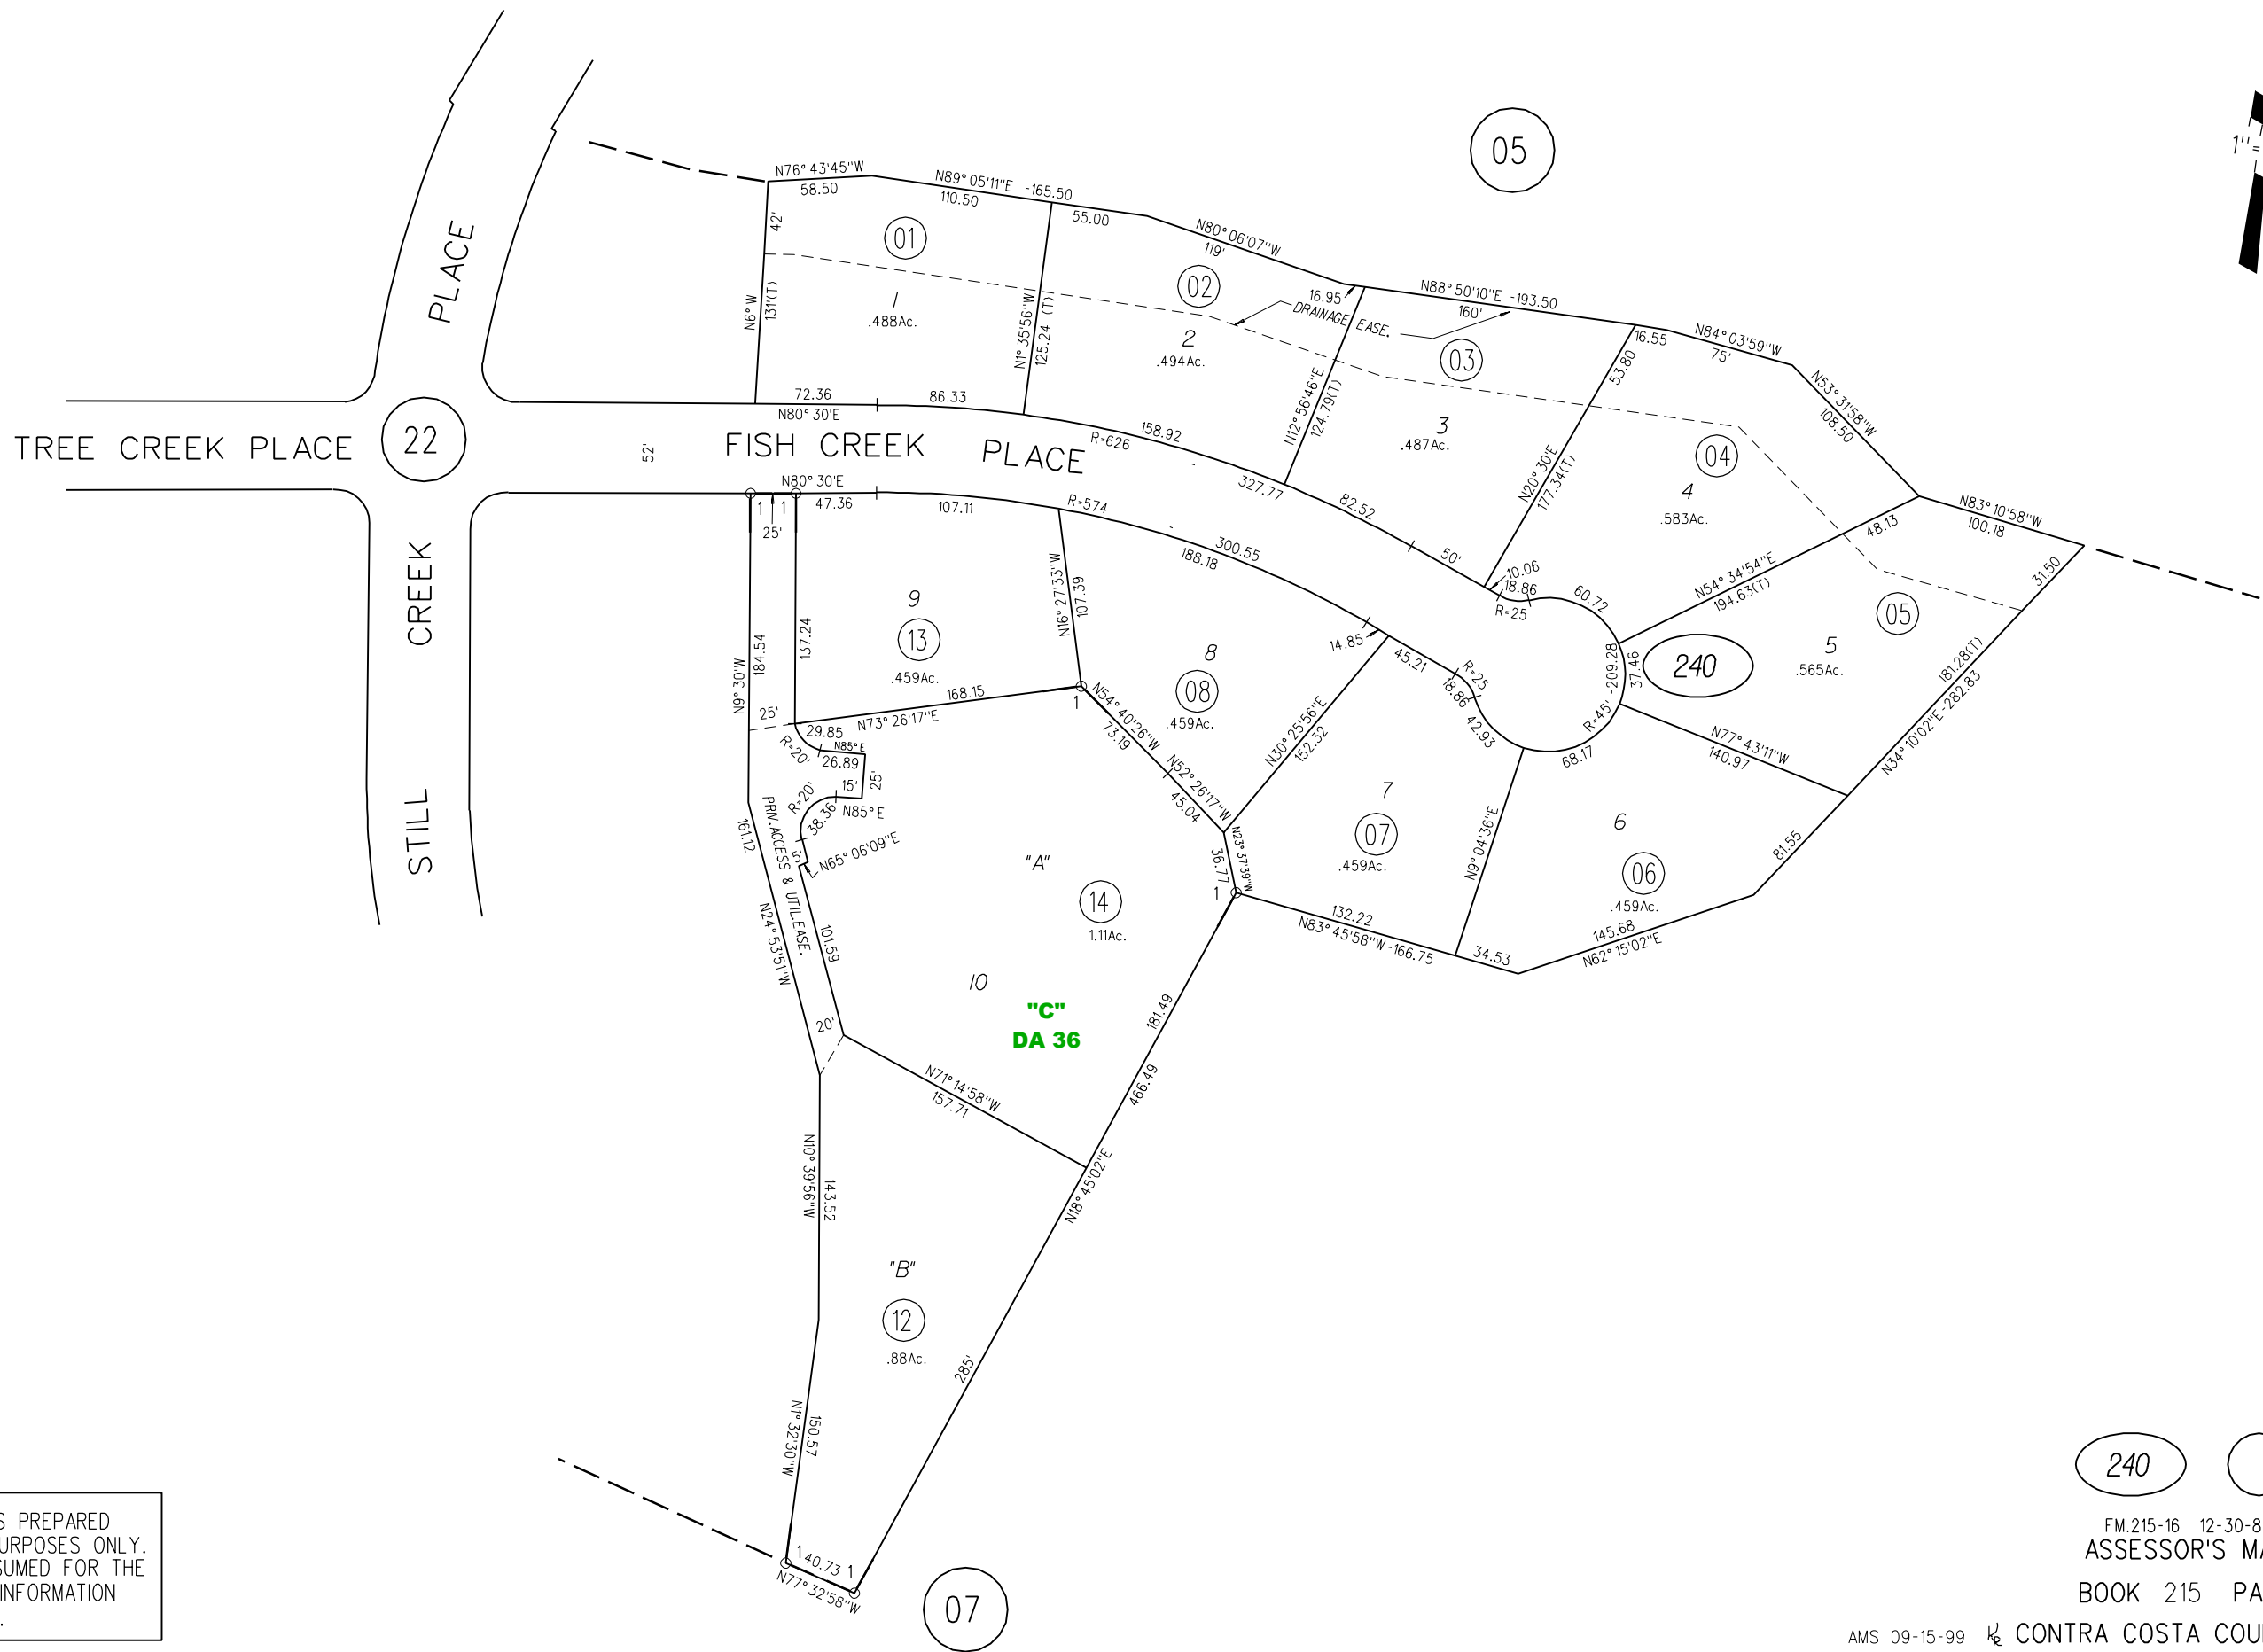 05
1"=
N76° 43'45"W
58.50
N89° 05'11"E -165.50
110.50
55.00
N80° 06'07"W
119'
16.95
N88° 50'10"E -193.50
160'
DRAINAGE EASE.
16.55
N84° 03'59"W
75'
N53° 31'58"W
108.50
N83° 10'58"W
100.18
42'
131'(T)
N6° W
01
1
.488Ac.
N1° 35'56"W
125.24 (T)
02
2
.494Ac.
N12° 56'46"E
124.79(T)
03
3
.487Ac.
53.80
N20° 30'E
177.34(T)
04
4
.583Ac.
48.13
N54° 34'54"E
194.63(T)
05
5
.565Ac.
31.50
181.28(T)
N34° 10'02"E -282.83
PLACE
TREE CREEK PLACE
22
52'
72.36
N80° 30'E
86.33
FISH CREEK PLACE
R=626
158.92
327.77
82.52
50'
10.06
18.86
R=25
60.72
N80° 30'E
47.36
107.11
R=574
300.55
188.18
1 1
25'
14.85
45.21
R=25
18.86
42.93
R=45' -209.28
37.46
68.17
240
STILL CREEK
N9° 30'W
184.54
137.24
9
13
.459Ac.
N16° 27'33"W
107.39
168.15
N73° 26'17"E
1
8
08
.459Ac.
N54° 40'26"W
73.19
N52° 26'17"W
45.04
N30° 25'56"E
152.32
N77° 43'11"W
140.97
25'
29.85
R=20'
N85° E
26.89
25'
15'
N85° E
R=20'
38.36
5'
N65° 06'09"E
161.12
PRIV.ACCESS & UTIL.EASE.
N24° 53'51"W
101.59
20'
"A"
14
1.11Ac.
10
"C"
DA 36
N23° 37'39"W
36.77
1
7
07
.459Ac.
N9° 04'36"E
6
06
.459Ac.
81.55
132.22
N83° 45'58"W -166.75
34.53
145.68
N62° 15'02"E
181.49
466.49
N18° 45'02"E
N71° 14'58"W
157.71
N10° 39'56"W
143.52
"B"
12
.88Ac.
285'
N1° 32'30"W
150.57
1 40.73 1
N77° 32'58"W
07
S PREPARED
URPOSES ONLY.
SUMED FOR THE
INFORMATION
.
240
FM.215-16 12-30-8
ASSESSOR'S MA
BOOK 215 PA
AMS 09-15-99 CONTRA COSTA COU